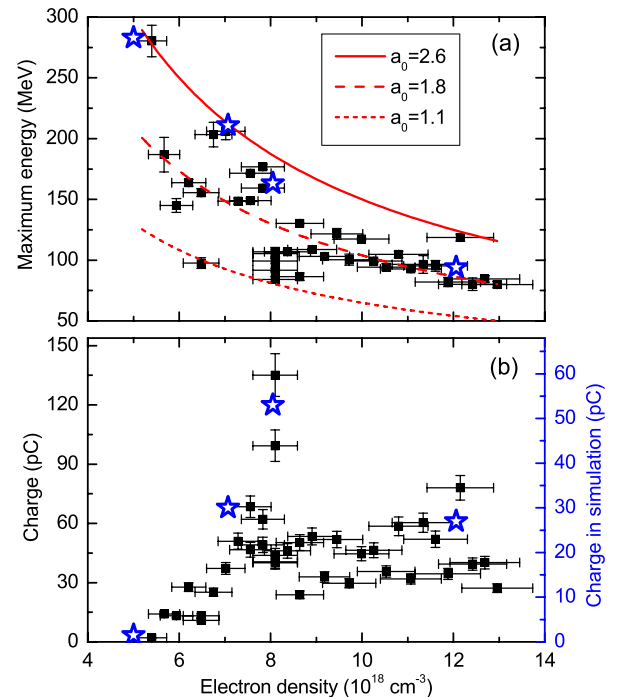 350
300
250
200
150
100
50
Maximum energy (MeV)
(a)
a0=2.6
a0=1.8
a0=1.1
150
120
90
60
30
0
Charge (pC)
(b)
60
50
40
30
20
10
0
Charge in simulation (pC)
4 6 8 10 12 14
Electron density (10^18 cm^-3)